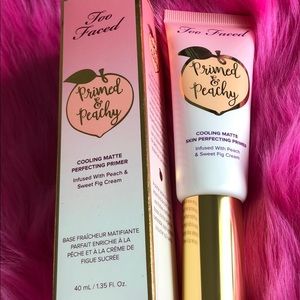 Too
Faced
Primed
&
Peachy
COOLING MATTE
PERFECTING PRIMER
Infused With Peach
& Sweet Fig Cream
BASE FRAÎCHEUR MATIFIANTE
PARFAIT ENRICHIE À LA
PÊCHE ET À LA CRÈME DE
FIGUE SUCRÉE
40 mL / 1.35 Fl. Oz.
Too Faced
Primed
&
Peachy
COOLING MATTE
SKIN PERFECTING PRIMER
Infused With Peach
& Sweet Fig Cream